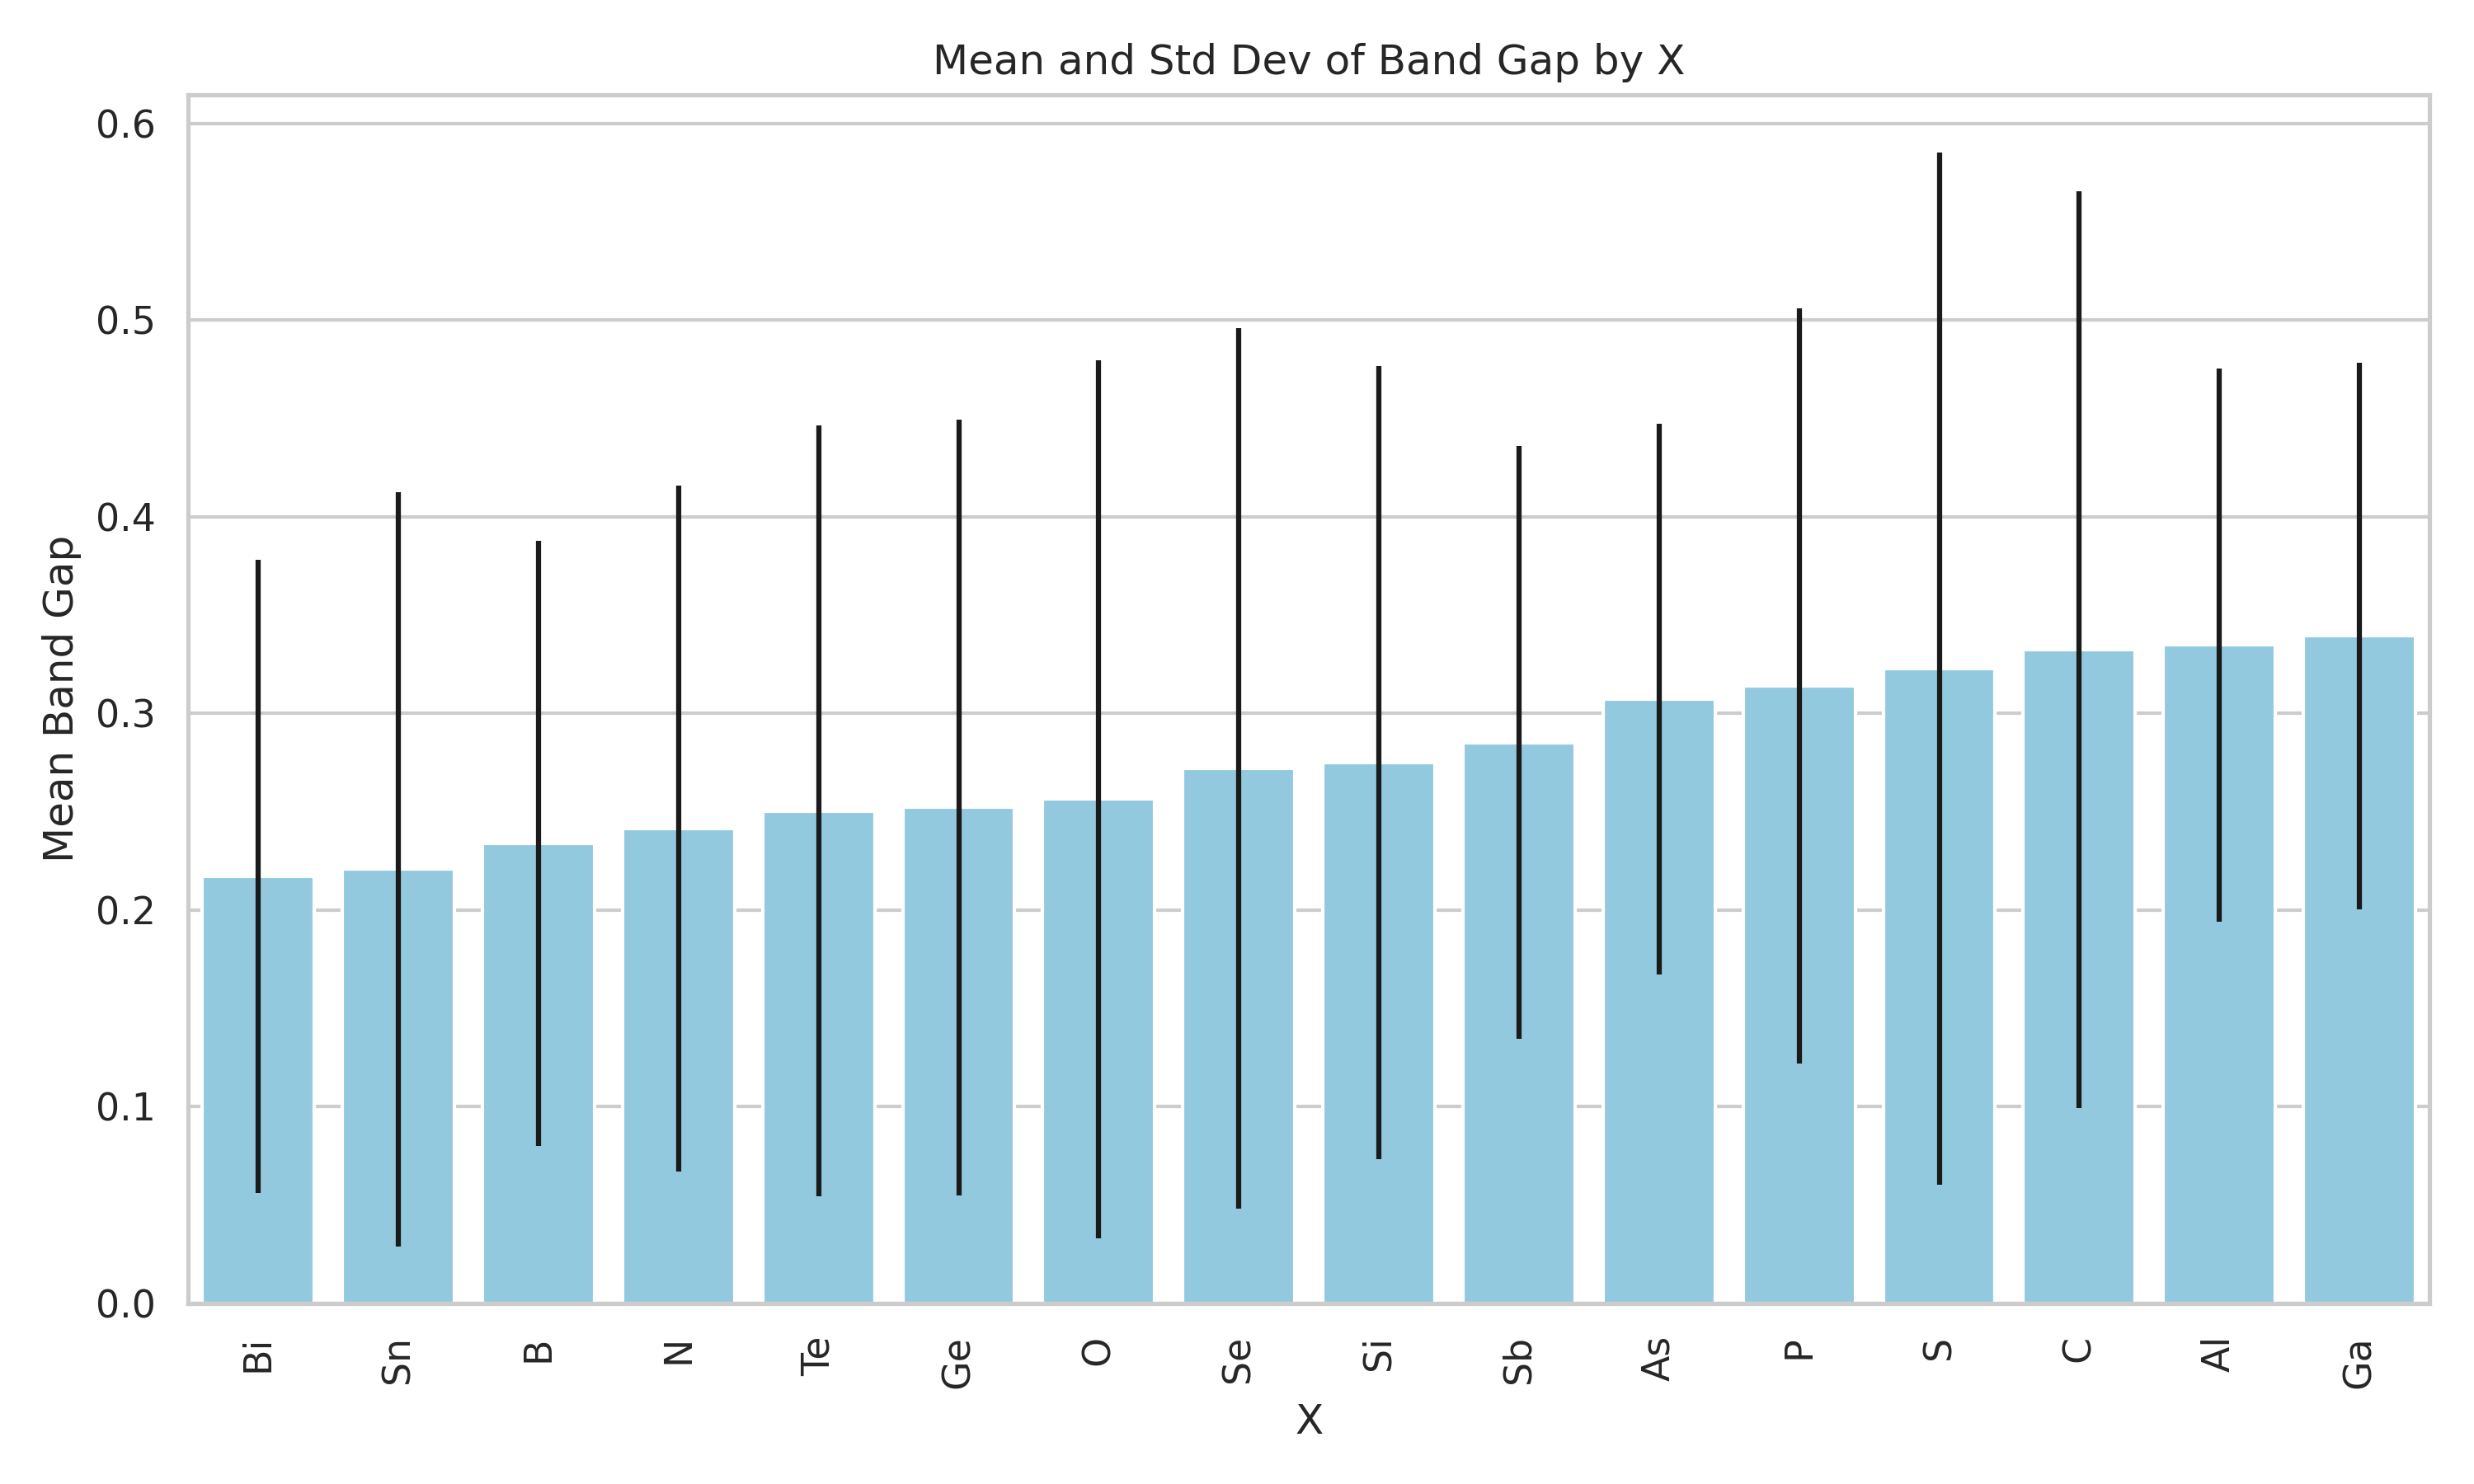 Mean and Std Dev of Band Gap by X
Mean Band Gap
0.6
0.5
0.4
0.3
0.2
0.1
0.0
Bi
Sn
B
N
Te
Ge
O
Se
Si
Sb
As
P
S
C
Al
Ga
X